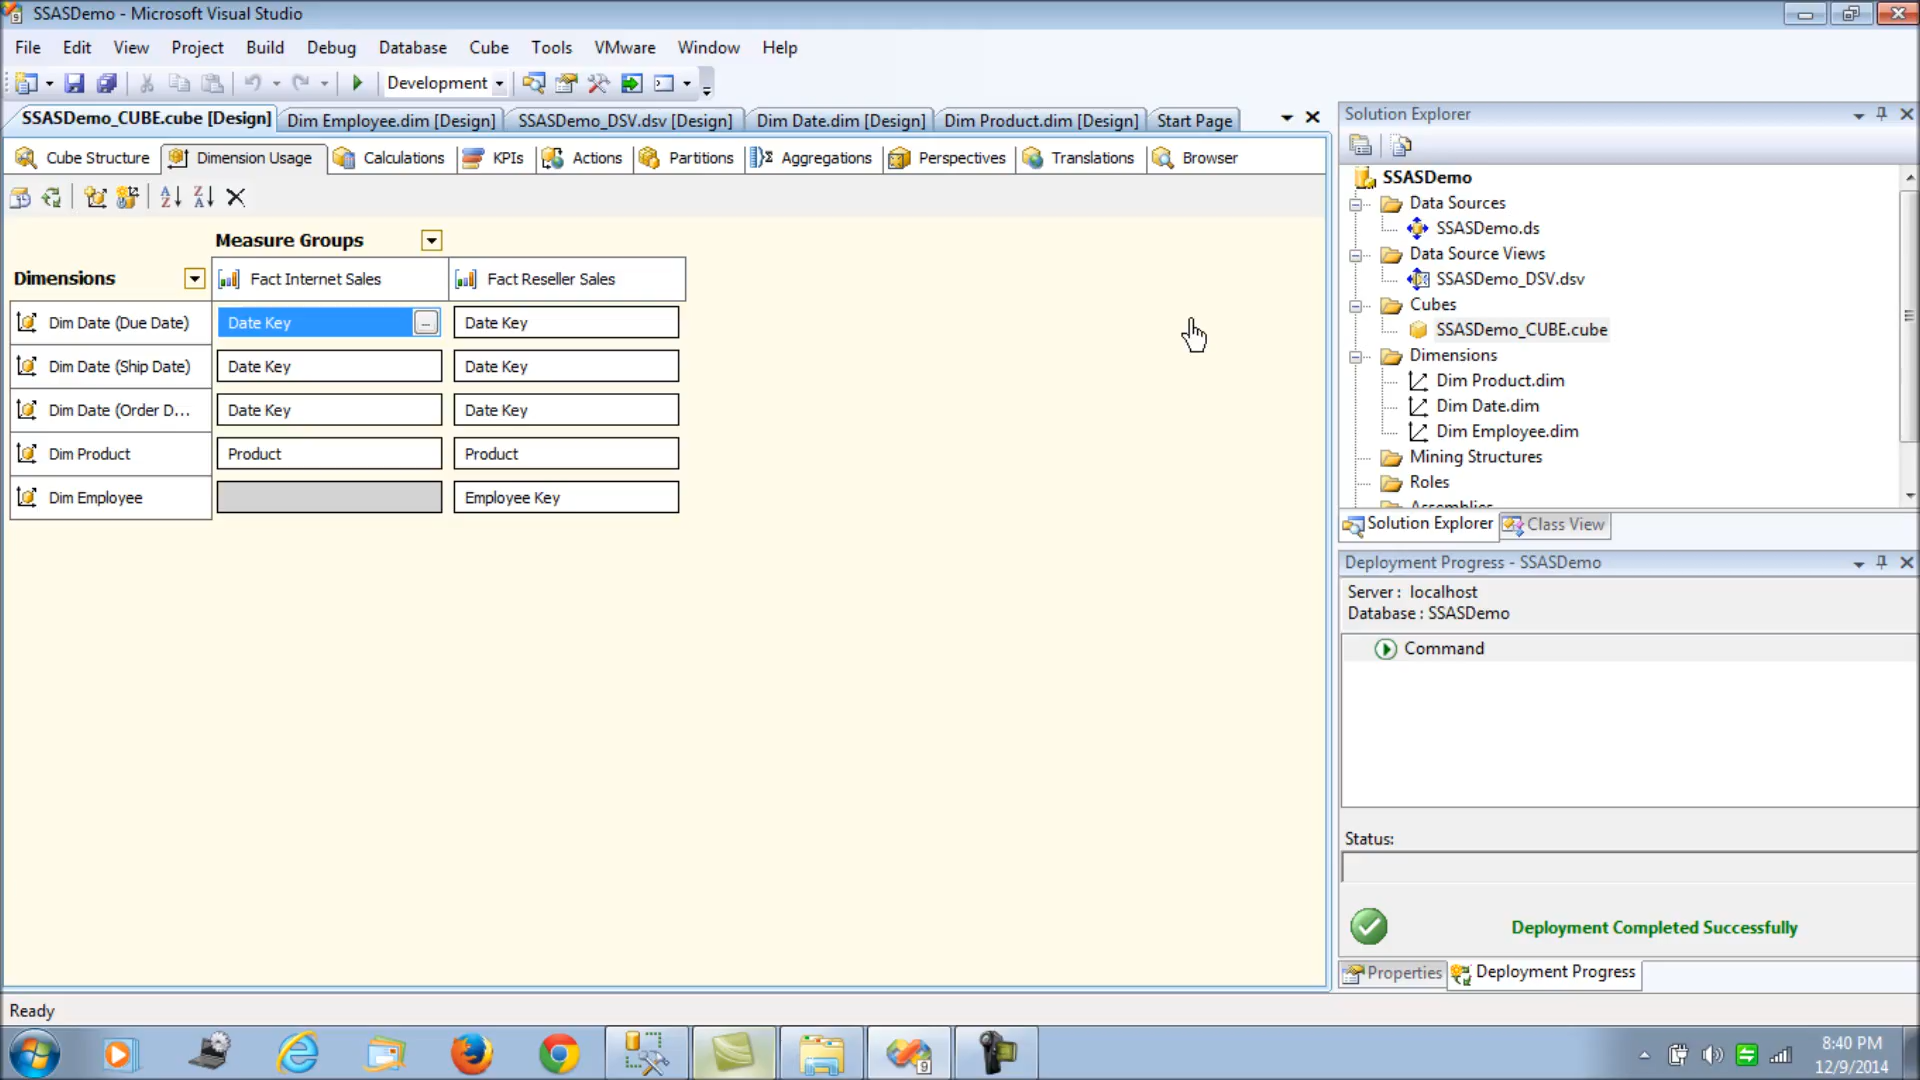 SSASDemo - Microsoft Visual Studio
File Edit View Project Build Debug Database Cube Tools VMware Window Help
Development
SSASDemo_CUBE.cube [Design] Dim Employee.dim [Design] SSASDemo_DSV.dsv [Design] Dim Date.dim [Design] Dim Product.dim [Design] Start Page
Cube Structure Dimension Usage Calculations KPIs Actions Partitions Aggregations Perspectives Translations Browser
Measure Groups
Dimensions Fact Internet Sales Fact Reseller Sales
Dim Date (Due Date) Date Key ... Date Key
Dim Date (Ship Date) Date Key Date Key
Dim Date (Order D... Date Key Date Key
Dim Product Product Product
Dim Employee Employee Key
Solution Explorer
SSASDemo
Data Sources
SSASDemo.ds
Data Source Views
SSASDemo_DSV.dsv
Cubes
SSASDemo_CUBE.cube
Dimensions
Dim Product.dim
Dim Date.dim
Dim Employee.dim
Mining Structures
Roles
Assemblies
Solution Explorer Class View
Deployment Progress - SSASDemo
Server : localhost
Database : SSASDemo
Command
Status:
Deployment Completed Successfully
Properties Deployment Progress
Ready
8:40 PM
12/9/2014